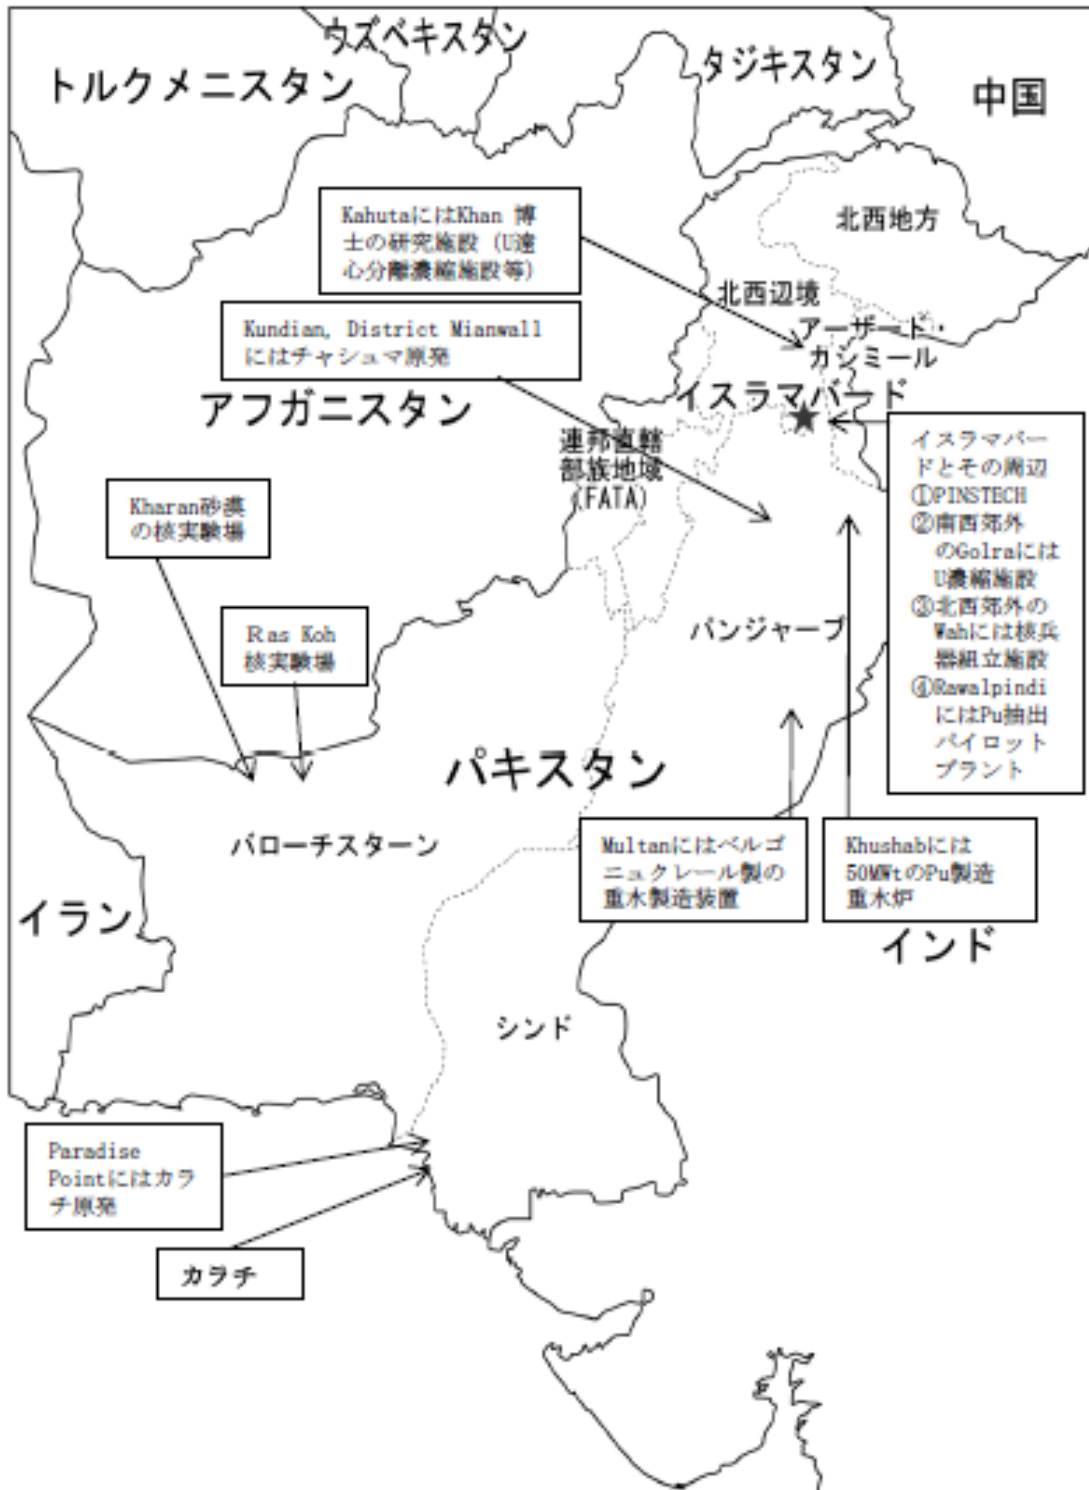 ウズベキスタン
トルクメニスタン
タジキスタン
中国
KahutaにはKhan 博
士の研究施設（U遠
心分離濃縮施設等）
北西地方
北西辺境
アーザード・
カシミール
Kundian, District Mianwall
にはチャシュマ原発
イスラマバード
アフガニスタン
連邦直轄
部族地域
(FATA)
イスラマバー
ドとその周辺
①PINSTECH
②南西郊外
のGolraには
U濃縮施設
③北西郊外の
Wahには核兵
器組立施設
④Rawalpindi
にはPu抽出
パイロット
プラント
Kharan砂漠
の核実験場
Ras Koh
核実験場
パンジャーブ
パキスタン
バローチスターン
Multanにはベルゴ
ニュクレール製の
重水製造装置
Khushabには
50MWtのPu製造
重水炉
イラン
インド
シンド
Paradise
Pointにはカラ
チ原発
カラチ